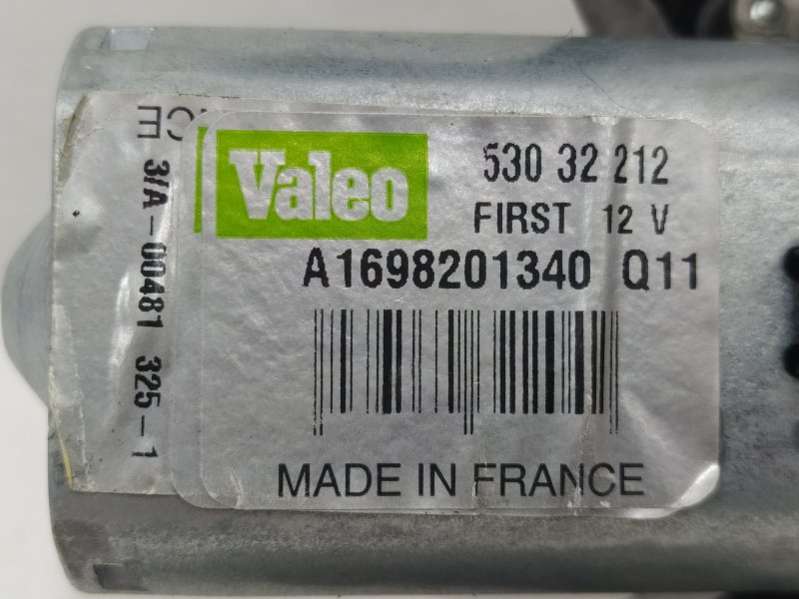 Valeo
530 32 212
FIRST 12 V
A1698201340 Q11
MADE IN FRANCE
3/A-00481 325-1